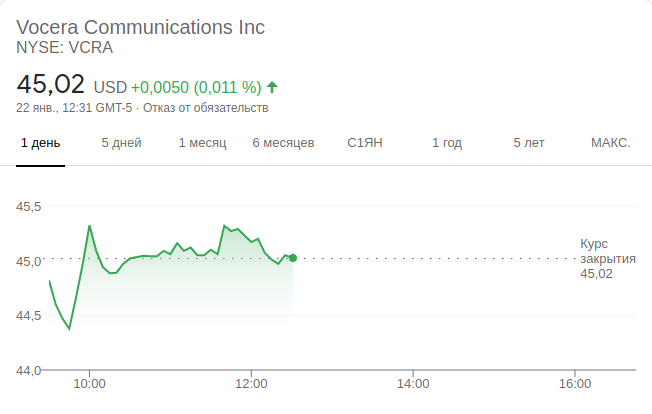 Vocera Communications Inc
NYSE: VCRA
45,02 USD +0,0050 (0,011 %)
22 янв., 12:31 GMT-5 · Отказ от обязательств
1 день 5 дней 1 месяц 6 месяцев С1ЯН 1 год 5 лет МАКС.
45,5
45,0
44,5
44,0
Курс
закрытия
45,02
10:00 12:00 14:00 16:00